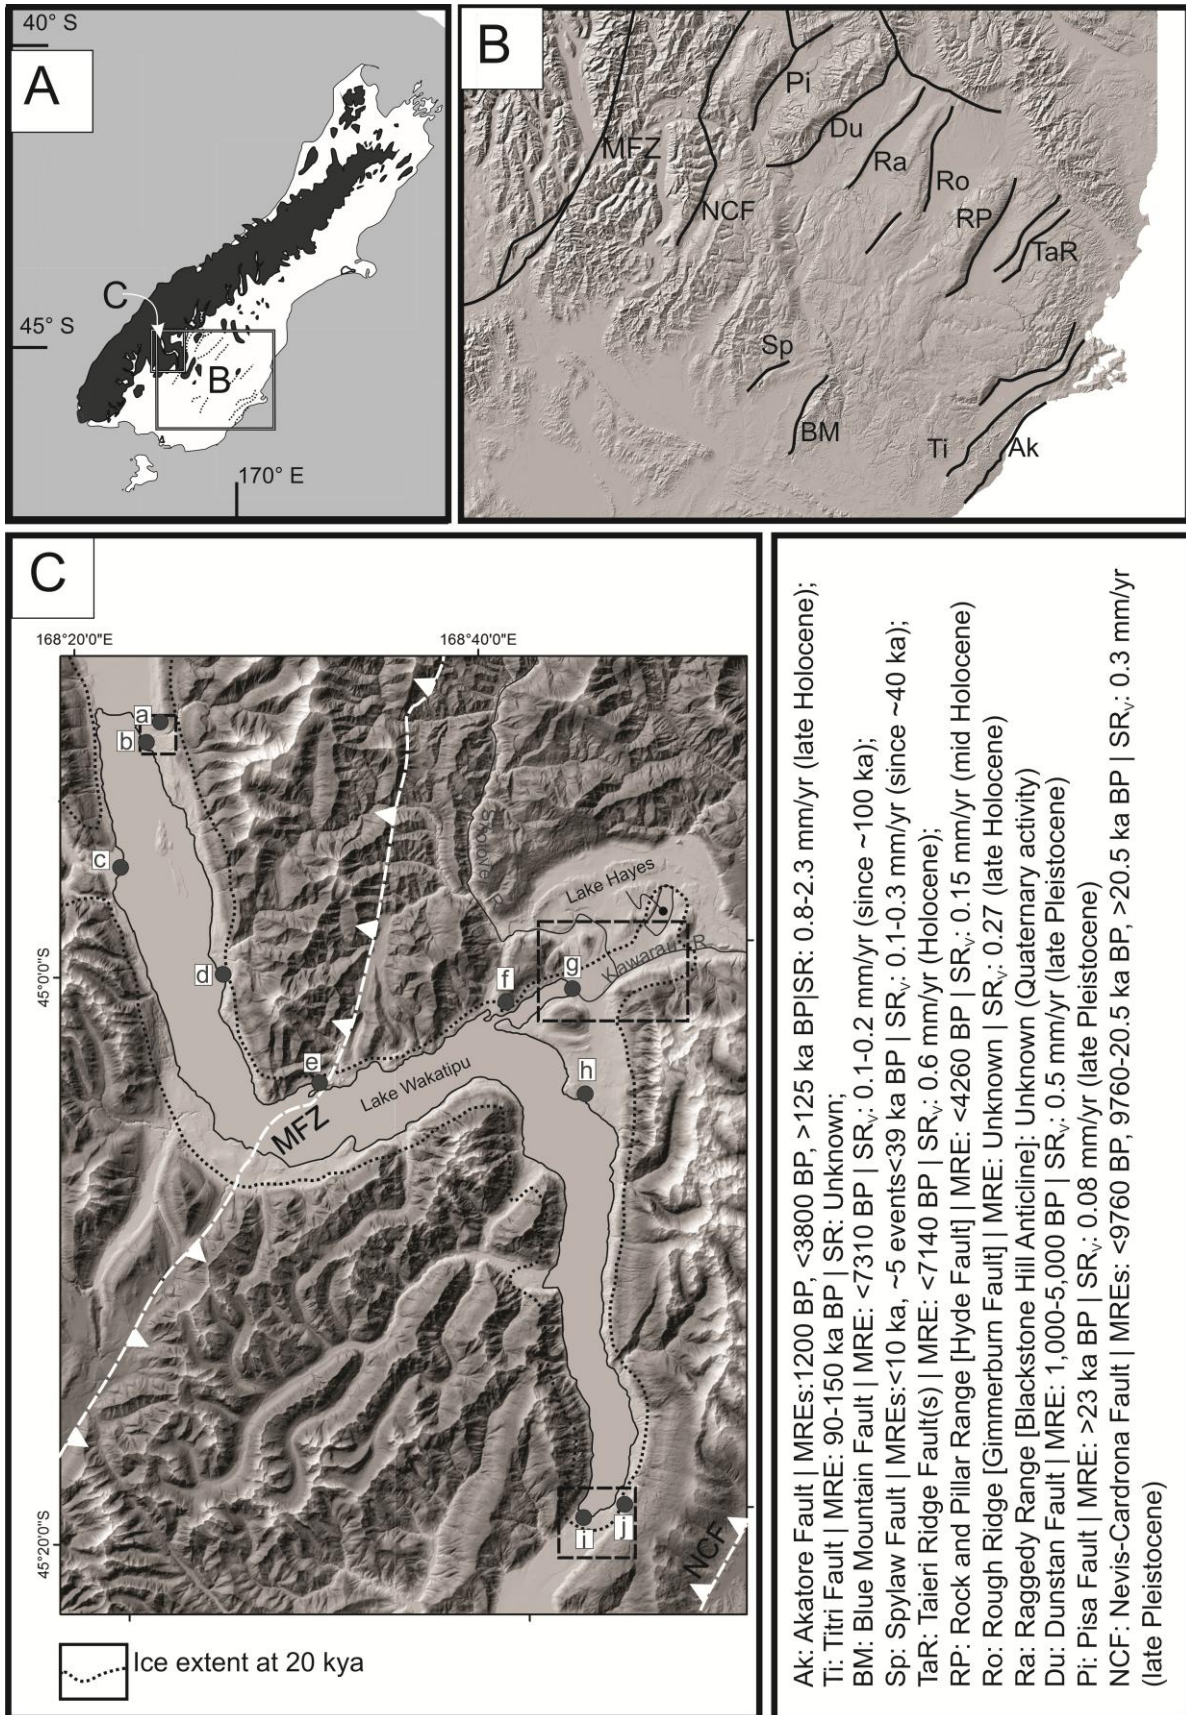 40° S
A
C
45° S
B
170° E
B
Pi
MFZ
Du
Ra
Ro
NCF
RP
TaR
Sp
BM
Ti
Ak
C
168°20'0"E
168°40'0"E
a
b
c
Shotover R
Lake Hayes
d
45°0'0"S
Kawarau R
g
f
e
h
Lake Wakatipu
MFZ
i
j
45°20'0"S
NCF
Ice extent at 20 kya
Ak: Akatore Fault | MREs:1200 BP, <3800 BP, >125 ka BP|SR: 0.8-2.3 mm/yr (late Holocene);
Ti: Titri Fault | MRE: 90-150 ka BP | SR: Unknown;
BM: Blue Mountain Fault | MRE: <7310 BP | SRv: 0.1-0.2 mm/yr (since ~100 ka);
Sp: Spylaw Fault | MREs:<10 ka, ~5 events<39 ka BP | SRv: 0.1-0.3 mm/yr (since ~40 ka);
TaR: Taieri Ridge Fault(s) | MRE: <7140 BP | SRv: 0.6 mm/yr (Holocene);
RP: Rock and Pillar Range [Hyde Fault] | MRE: <4260 BP | SRv: 0.15 mm/yr (mid Holocene)
Ro: Rough Ridge [Gimmerburn Fault] | MRE: Unknown | SRv: 0.27 (late Holocene)
Ra: Raggedy Range [Blackstone Hill Anticline]: Unknown (Quaternary activity)
Du: Dunstan Fault | MRE: 1,000-5,000 BP | SRv: 0.5 mm/yr (late Pleistocene)
Pi: Pisa Fault | MRE: >23 ka BP | SRv: 0.08 mm/yr (late Pleistocene)
NCF: Nevis-Cardrona Fault | MREs: <9760 BP, 9760-20.5 ka BP, >20.5 ka BP | SRv: 0.3 mm/yr
(late Pleistocene)